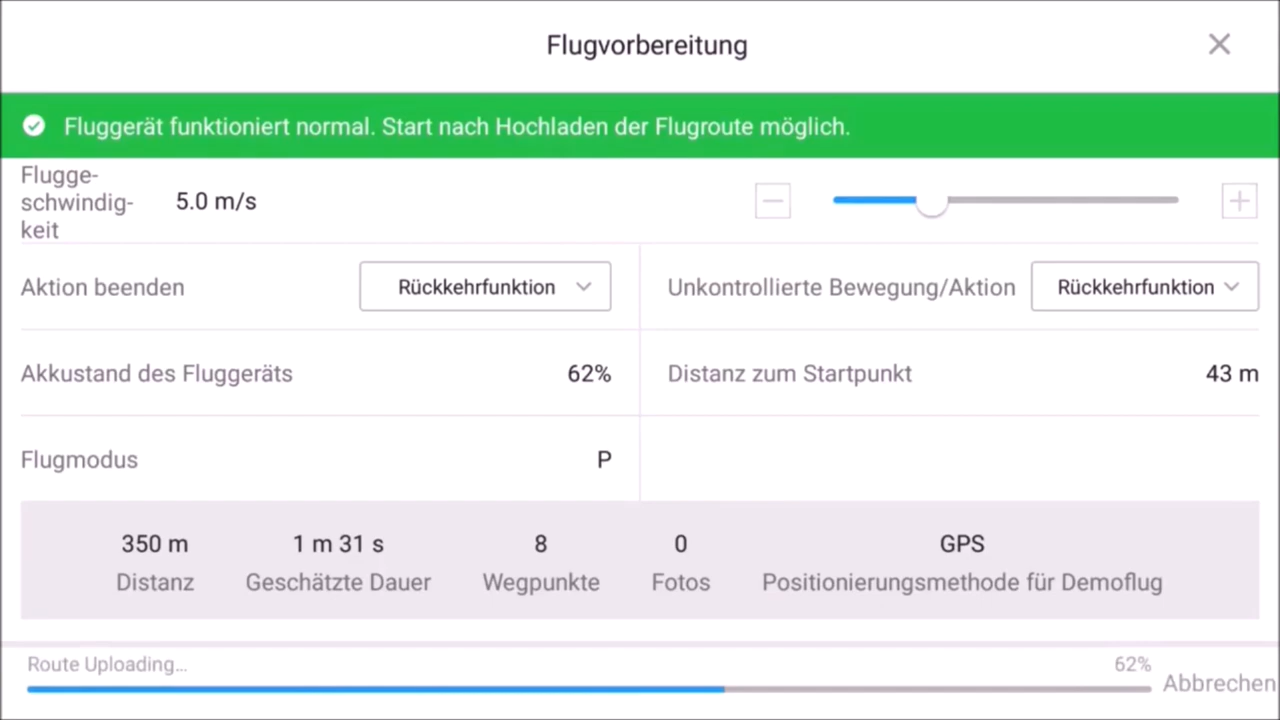 Flugvorbereitung
Fluggerät funktioniert normal. Start nach Hochladen der Flugroute möglich.
Flugge-
schwindig-
keit
5.0 m/s
Aktion beenden
Rückkehrfunktion
Unkontrollierte Bewegung/Aktion
Rückkehrfunktion
Akkustand des Fluggeräts
62%
Distanz zum Startpunkt
43 m
Flugmodus
P
350 m
Distanz
1 m 31 s
Geschätzte Dauer
8
Wegpunkte
0
Fotos
GPS
Positionierungsmethode für Demoflug
Route Uploading...
62%
Abbrechen